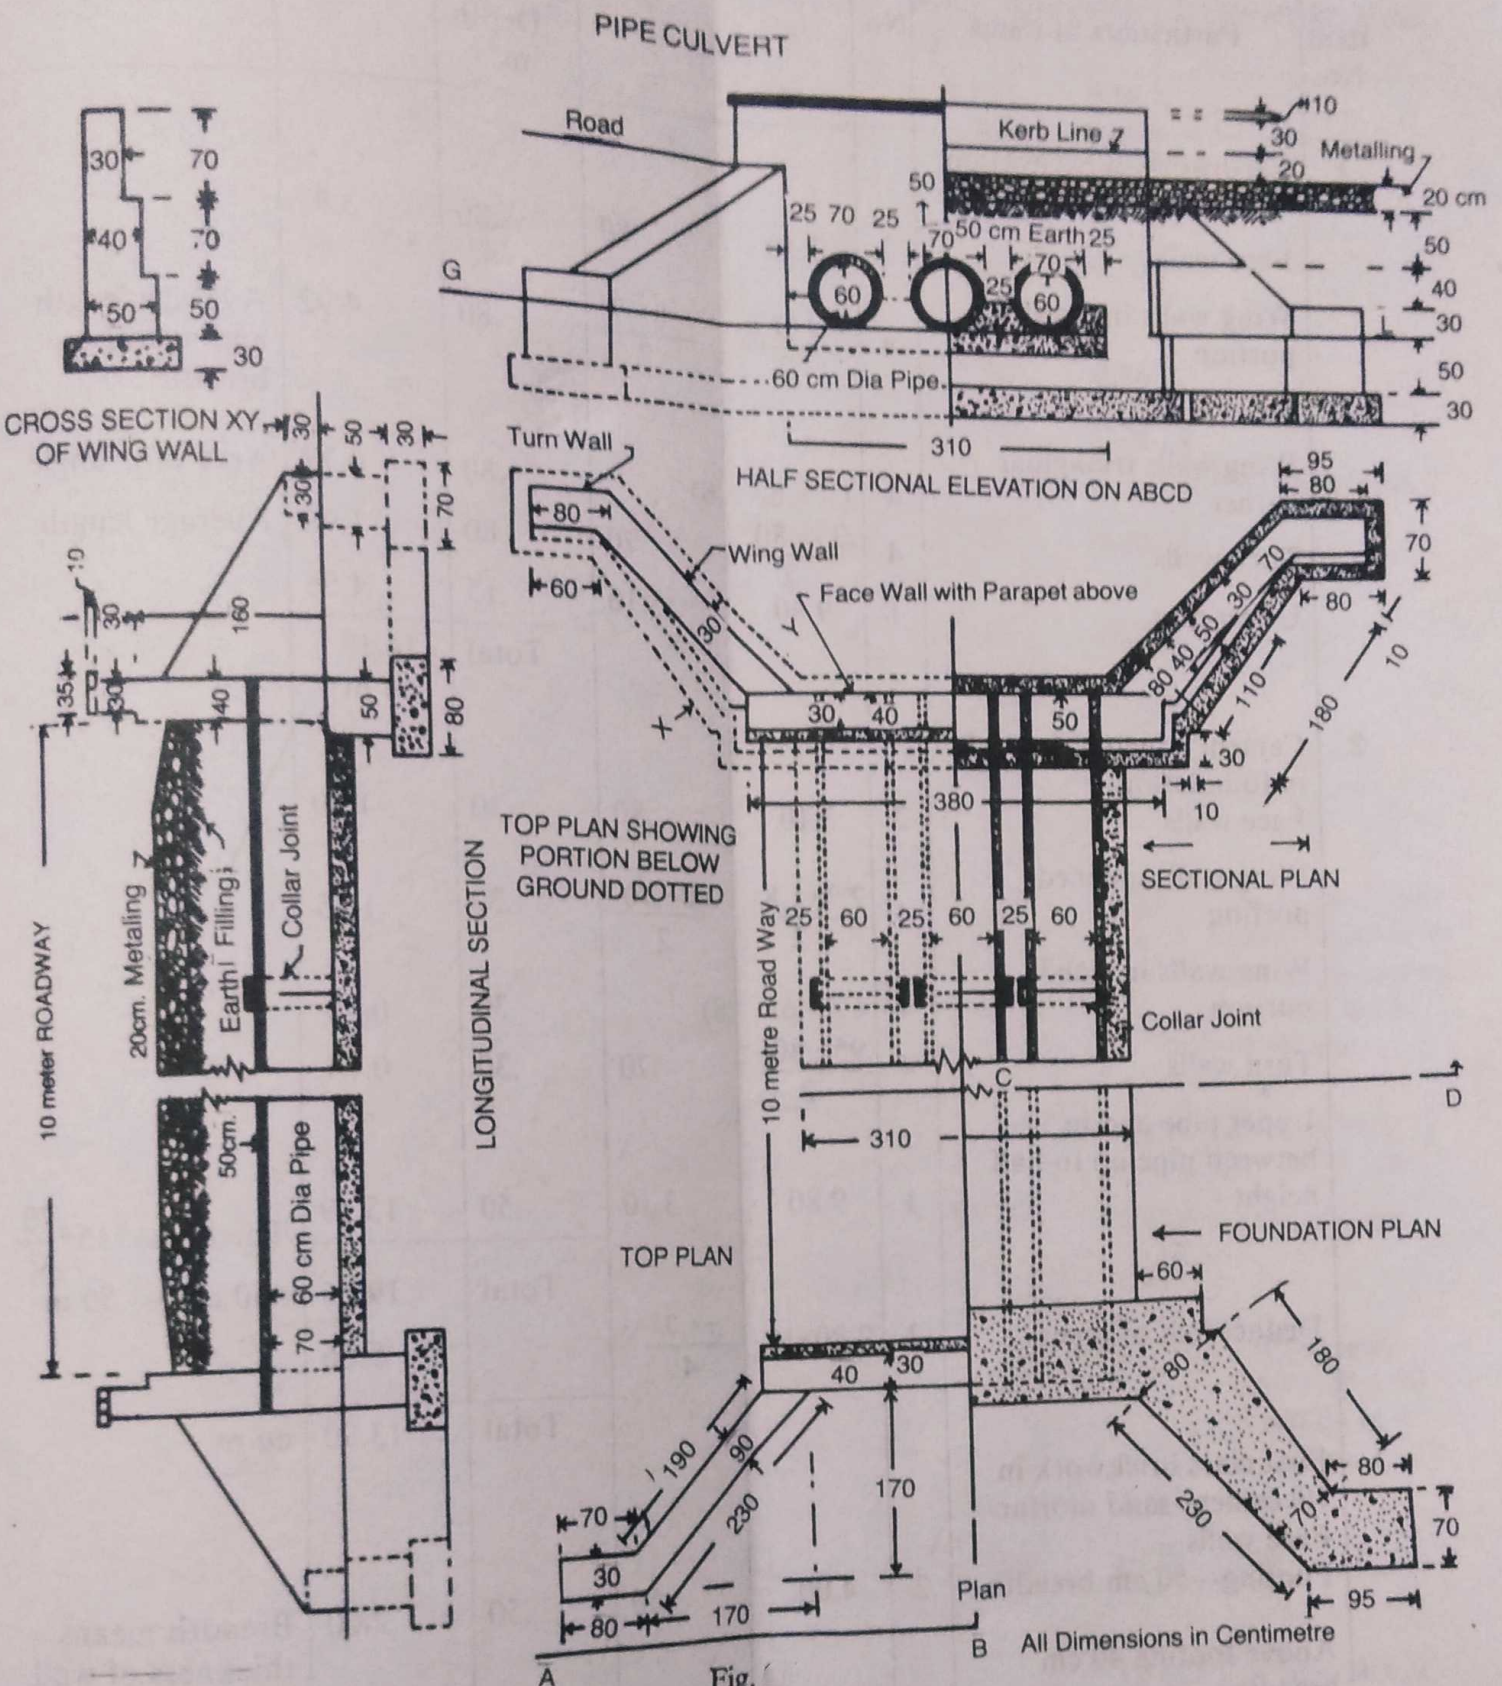 PIPE CULVERT
30
70
40
70
50
50
30
CROSS SECTION XY
OF WING WALL
Road
Kerb Line
10
30
20
Metalling
20 cm
50
25 70 25
70
50 cm Earth
25
70
25
60
60
G
50
40
30
50
30
60 cm Dia Pipe
310
HALF SECTIONAL ELEVATION ON ABCD
30
50
30
30
70
10
30
160
35
30
40
50
80
10 meter ROADWAY
20cm. Metaling
Earth Filling
Collar Joint
50cm.
60 cm Dia Pipe
70
LONGITUDINAL SECTION
Turn Wall
80
60
Wing Wall
30
Y
X
Face Wall with Parapet above
95
80
70
80
70
30
50
40
80
110
180
10
30
10
30
40
50
380
TOP PLAN SHOWING
PORTION BELOW
GROUND DOTTED
SECTIONAL PLAN
25
60
25
60
25
60
10 metre Road Way
Collar Joint
C
D
310
FOUNDATION PLAN
TOP PLAN
60
180
80
40
30
190
90
230
170
70
30
80
170
230
70
80
70
95
Plan
A
B
All Dimensions in Centimetre
Fig.